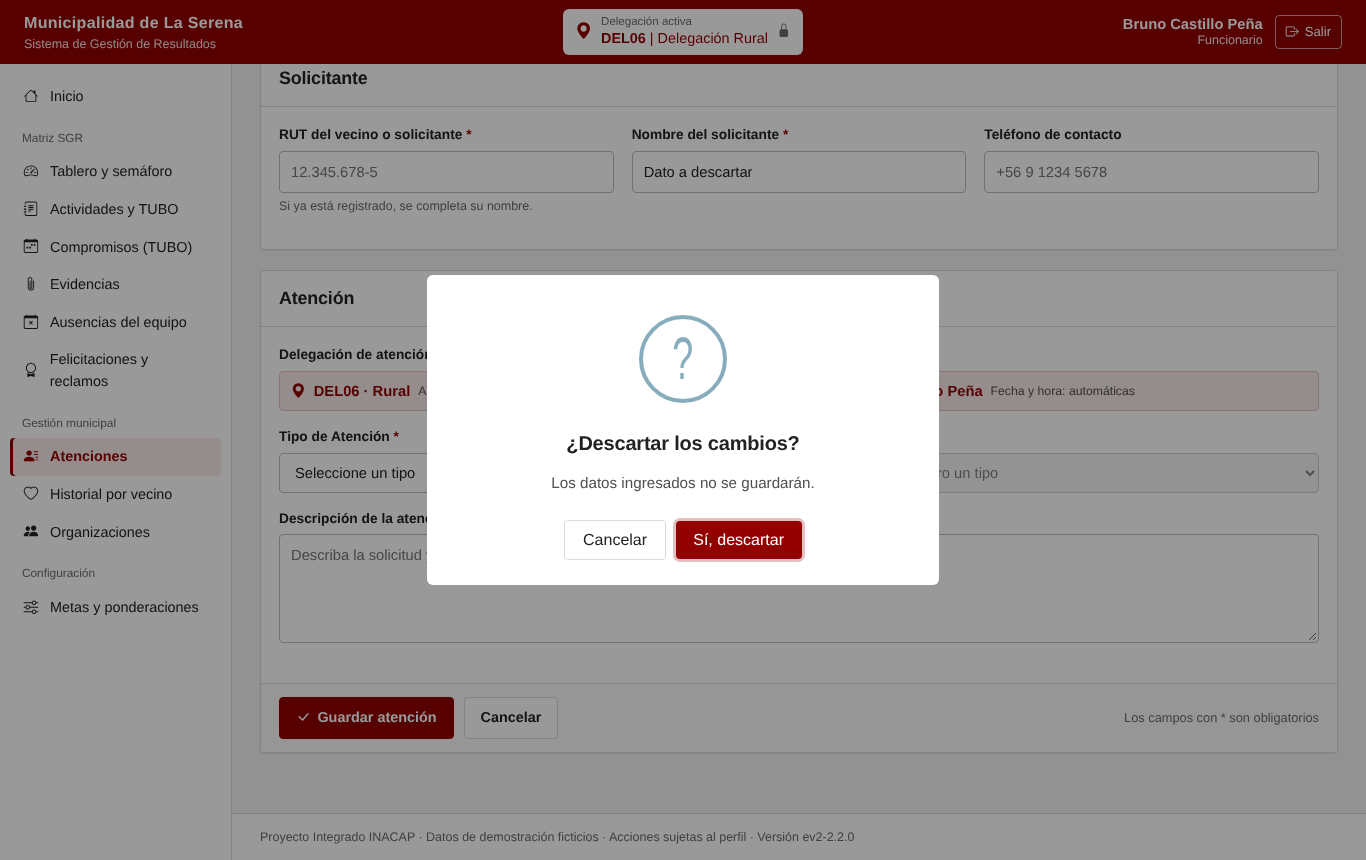 Municipalidad de La Serena
Sistema de Gestión de Resultados
Delegación activa
DEL06 | Delegación Rural
Bruno Castillo Peña
Funcionario
Salir
Inicio
Matriz SGR
Tablero y semáforo
Actividades y TUBO
Compromisos (TUBO)
Evidencias
Ausencias del equipo
Felicitaciones y
reclamos
Gestión municipal
Atenciones
Historial por vecino
Organizaciones
Configuración
Metas y ponderaciones
Solicitante
RUT del vecino o solicitante *
Nombre del solicitante *
Teléfono de contacto
12.345.678-5
Dato a descartar
+56 9 1234 5678
Si ya está registrado, se completa su nombre.
Atención
Delegación de atención
DEL06 · Rural
Peña Fecha y hora: automáticas
Tipo de Atención *
Seleccione un tipo
un tipo
Descripción de la
Describa la solicitud
?
¿Descartar los cambios?
Los datos ingresados no se guardarán.
Cancelar
Sí, descartar
Guardar atención
Cancelar
Los campos con * son obligatorios
Proyecto Integrado INACAP · Datos de demostración ficticios · Acciones sujetas al perfil · Versión ev2-2.2.0